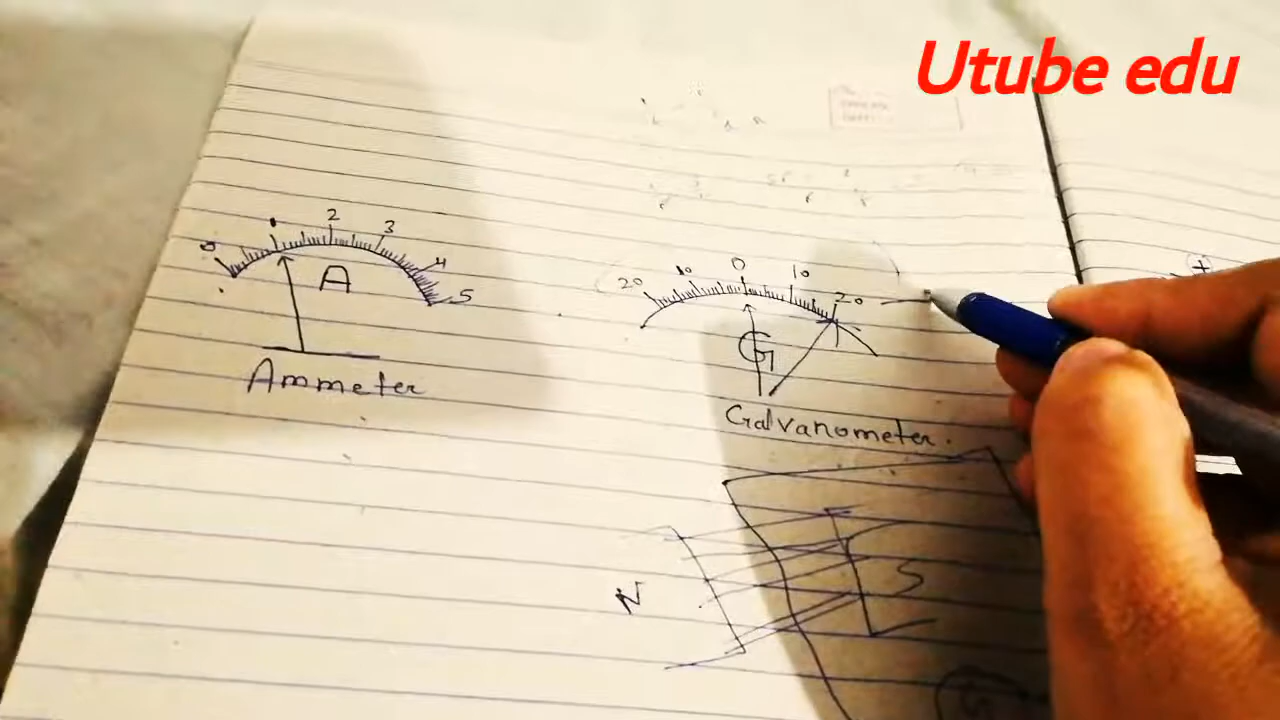 Utube edu
0 1 2 3 4 5
A
Ammeter
20 10 0 10 20
G
Galvanometer.
N S
+